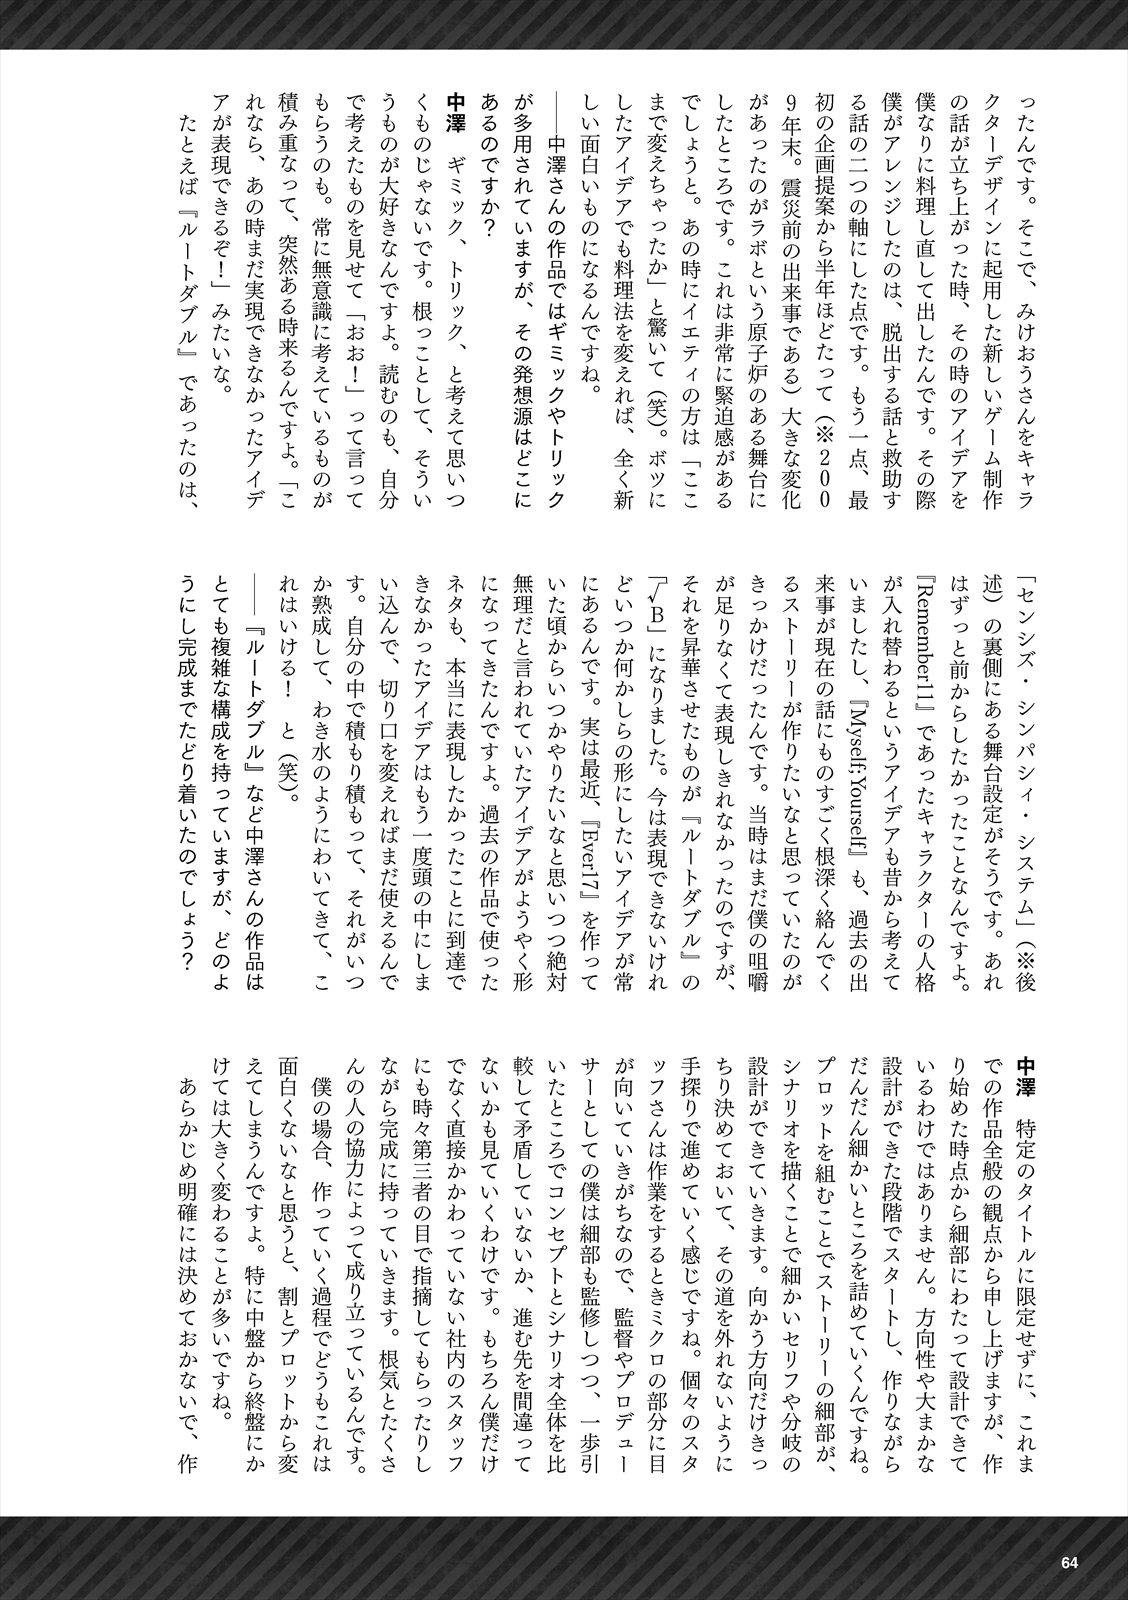 ったんです。そこで、みけおうさんをキャラ
クターデザインに起用した新しいゲーム制作
の話が立ち上がった時、その時のアイデアを
僕なりに料理し直して出したんです。その際
僕がアレンジしたのは、脱出する話と救助す
る話の二つの軸にした点です。もう一点、最
初の企画提案から半年ほどたって（※200
9年末。震災前の出来事である）大きな変化
があったのがラボという原子炉のある舞台に
したところです。これは非常に緊迫感がある
でしょうと。あの時にイエティの方は「ここ
まで変えちゃったか」と驚いて（笑）。ボツに
したアイデアでも料理法を変えれば、全く新
しい面白いものになるんですね。
――中澤さんの作品ではギミックやトリック
が多用されていますが、その発想源はどこに
あるのですか？
中澤　ギミック、トリック、と考えて思いつ
くものじゃないです。根っことして、そうい
うものが大好きなんですよ。読むのも、自分
で考えたものを見せて「おお！」って言って
もらうのも。常に無意識に考えているものが
積み重なって、突然ある時来るんですよ。「こ
れなら、あの時まだ実現できなかったアイデ
アが表現できるぞ！」みたいな。
　たとえば『ルートダブル』であったのは、
「センシズ・シンパシィ・システム」（※後
述）の裏側にある舞台設定がそうです。あれ
はずっと前からしたかったことなんですよ。
『Remember11』であったキャラクターの人格
が入れ替わるというアイデアも昔から考えて
いましたし、『Myself;Yourself』も、過去の出
来事が現在の話にものすごく根深く絡んでく
るストーリーが作りたいなと思っていたのが
きっかけだったんです。当時はまだ僕の咀嚼
が足りなくて表現しきれなかったのですが、
それを昇華させたものが『ルートダブル』の
「√B」になりました。今は表現できないけれ
どいつか何かしらの形にしたいアイデアが常
にあるんです。実は最近、『Ever17』を作って
いた頃からいつかやりたいなと思いつつ絶対
無理だと言われていたアイデアがようやく形
になってきたんですよ。過去の作品で使った
ネタも、本当に表現したかったことに到達で
きなかったアイデアはもう一度頭の中にしま
い込んで、切り口を変えればまだ使えるんで
す。自分の中で積もり積もって、それがいつ
か熟成して、わき水のようにわいてきて、こ
れはいける！　と（笑）。
――『ルートダブル』など中澤さんの作品は
とても複雑な構成を持っていますが、どのよ
うにし完成までたどり着いたのでしょう？
中澤　特定のタイトルに限定せずに、これま
での作品全般の観点から申し上げますが、作
り始めた時点から細部にわたって設計できて
いるわけではありません。方向性や大まかな
設計ができた段階でスタートし、作りながら
だんだん細かいところを詰めていくんですね。
プロットを組むことでストーリーの細部が、
シナリオを描くことで細かいセリフや分岐の
設計ができていきます。向かう方向だけきっ
ちり決めておいて、その道を外れないように
手探りで進めていく感じですね。個々のスタ
ッフさんは作業をするときミクロの部分に目
が向いていきがちなので、監督やプロデュー
サーとしての僕は細部も監修しつつ、一歩引
いたところでコンセプトとシナリオ全体を比
較して矛盾していないか、進む先を間違って
ないかも見ていくわけです。もちろん僕だけ
でなく直接かかわっていない社内のスタッフ
にも時々第三者の目で指摘してもらったりし
ながら完成に持っていきます。根気とたくさ
んの人の協力によって成り立っているんです。
　僕の場合、作っていく過程でどうもこれは
面白くないなと思うと、割とプロットから変
えてしまうんですよ。特に中盤から終盤にか
けては大きく変わることが多いですね。
　あらかじめ明確には決めておかないで、作
64